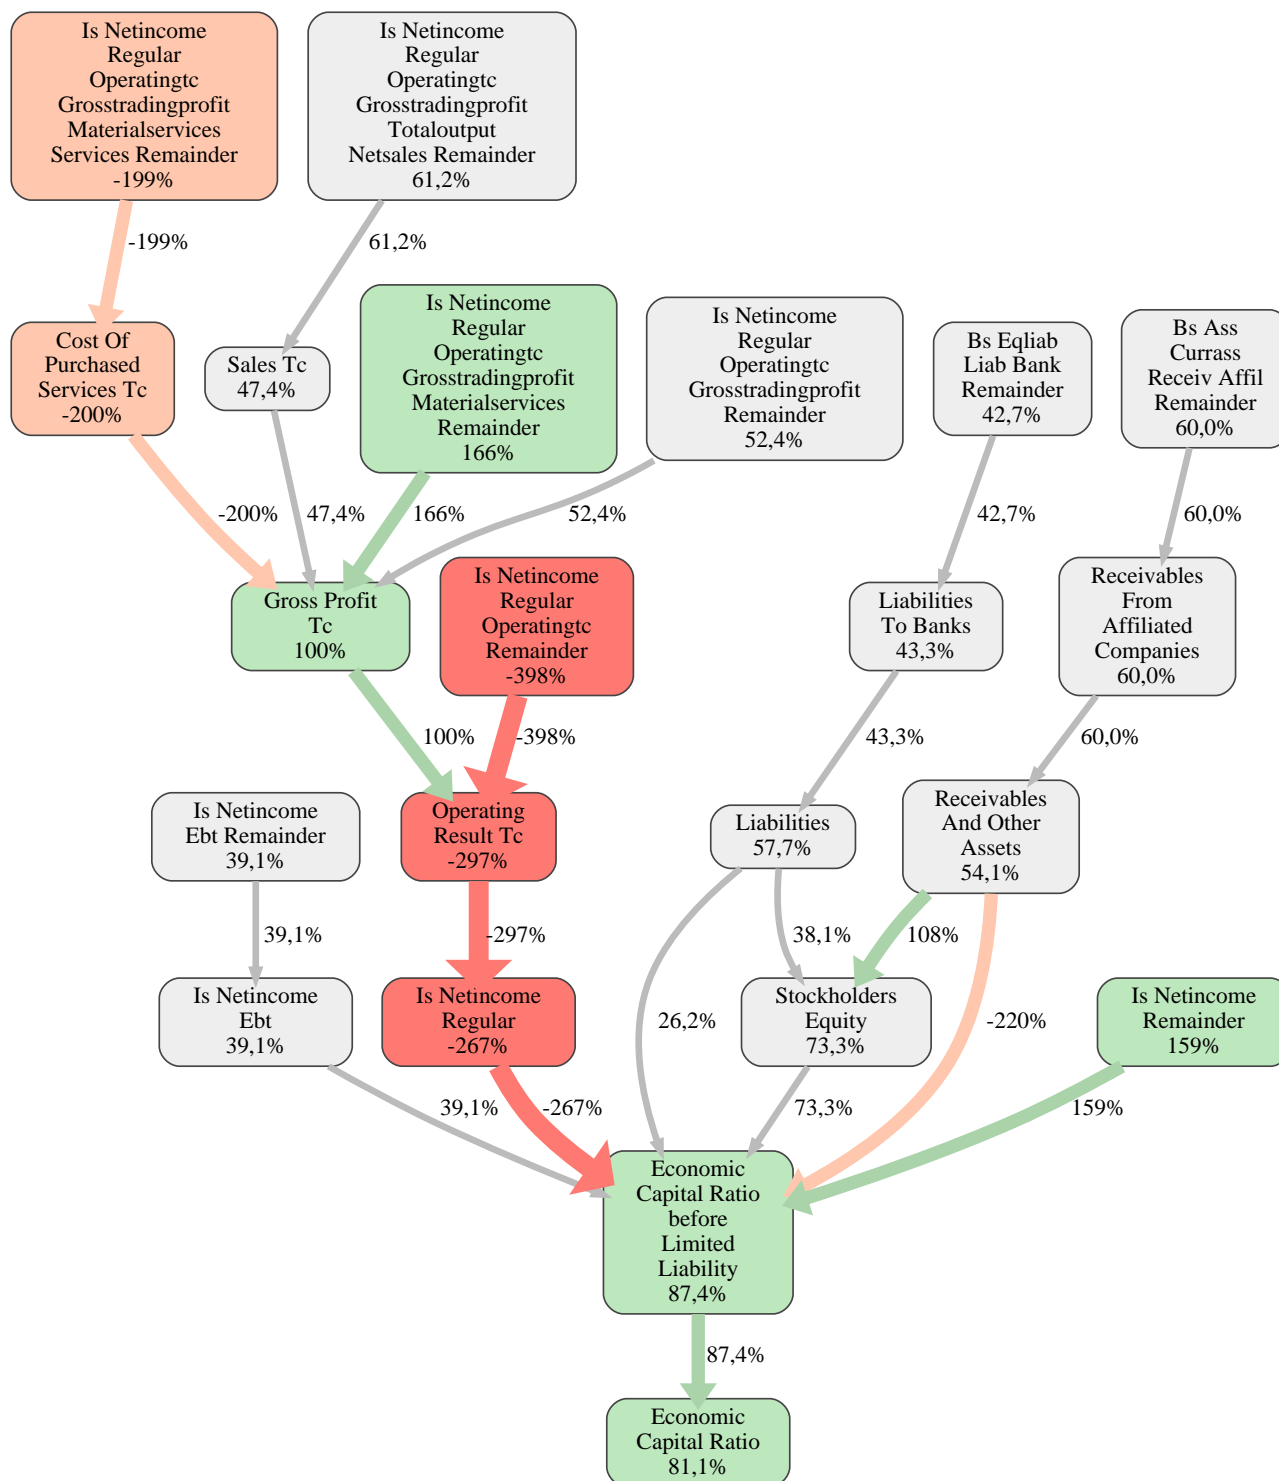 Is Netincome
Regular
Operatingtc
Grosstradingprofit
Materialservices
Services Remainder
-199%
Is Netincome
Regular
Operatingtc
Grosstradingprofit
Totaloutput
Netsales Remainder
61,2%
-199%
61,2%
Cost Of
Purchased
Services Tc
-200%
Sales Tc
47,4%
Is Netincome
Regular
Operatingtc
Grosstradingprofit
Materialservices
Remainder
166%
Is Netincome
Regular
Operatingtc
Grosstradingprofit
Remainder
52,4%
Bs Eqliab
Liab Bank
Remainder
42,7%
Bs Ass
Currass
Receiv Affil
Remainder
60,0%
-200%
47,4%
166%
52,4%
42,7%
60,0%
Gross Profit
Tc
100%
Is Netincome
Regular
Operatingtc
Remainder
-398%
Liabilities
To Banks
43,3%
Receivables
From
Affiliated
Companies
60,0%
100%
-398%
43,3%
60,0%
Is Netincome
Ebt Remainder
39,1%
Operating
Result Tc
-297%
Liabilities
57,7%
Receivables
And Other
Assets
54,1%
39,1%
-297%
38,1%
108%
Is Netincome
Ebt
39,1%
Is Netincome
Regular
-267%
26,2%
Stockholders
Equity
73,3%
-220%
Is Netincome
Remainder
159%
39,1%
-267%
73,3%
159%
Economic
Capital Ratio
before
Limited
Liability
87,4%
87,4%
Economic
Capital Ratio
81,1%